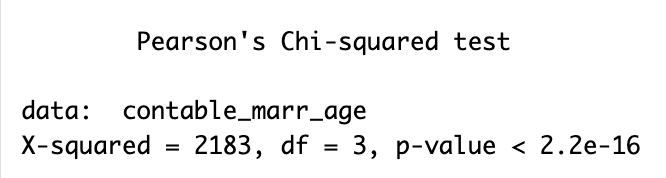 Pearson's Chi-squared test
data:  contable_marr_age
X-squared = 2183, df = 3, p-value < 2.2e-16